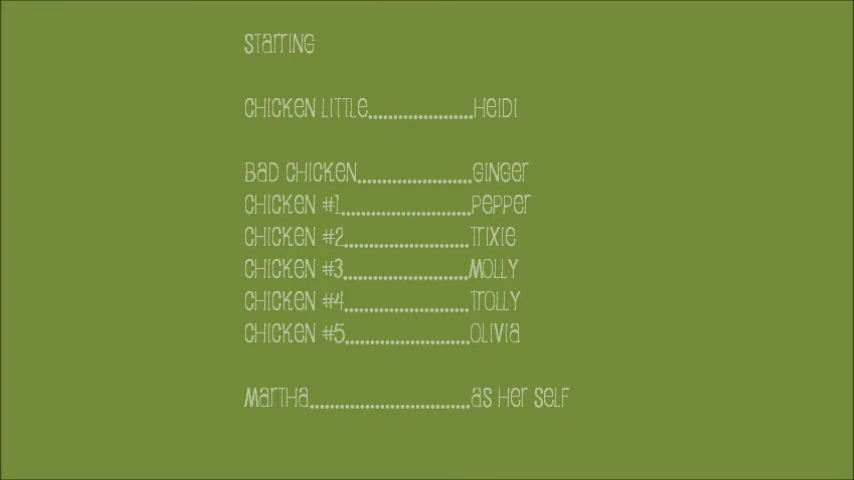 Starring
Chicken Little.....................Heidi
Bad Chicken.......................Ginger
Chicken #1..........................Pepper
Chicken #2.........................Trixie
Chicken #3.........................Molly
Chicken #4.........................Trolly
Chicken #5.........................Olivia
Martha................................as her self